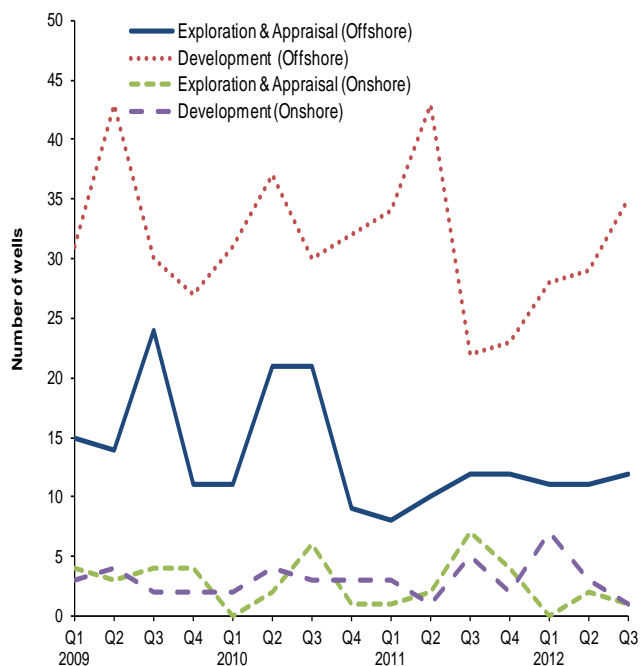 50
45
40
35
30
25
20
15
10
5
0
Number of wells
Exploration & Appraisal (Offshore)
Development (Offshore)
Exploration & Appraisal (Onshore)
Development (Onshore)
Q1 Q2 Q3 Q4 Q1 Q2 Q3 Q4 Q1 Q2 Q3 Q4 Q1 Q2 Q3
2009 2010 2011 2012